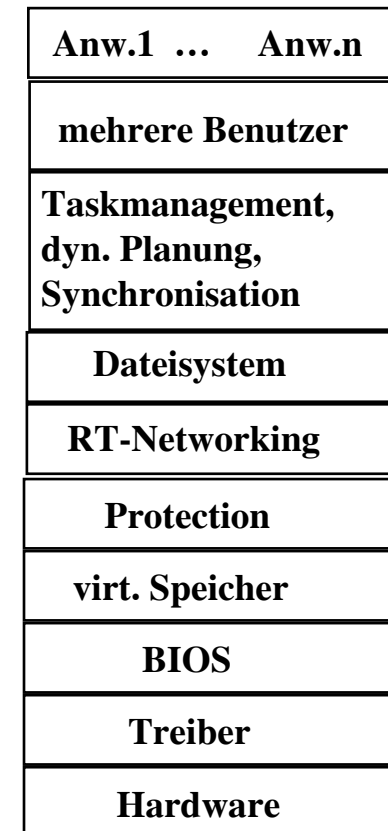 Anw.1 … Anw.n
mehrere Benutzer
Taskmanagement,
dyn. Planung,
Synchronisation
Dateisystem
RT-Networking
Protection
virt. Speicher
BIOS
Treiber
Hardware